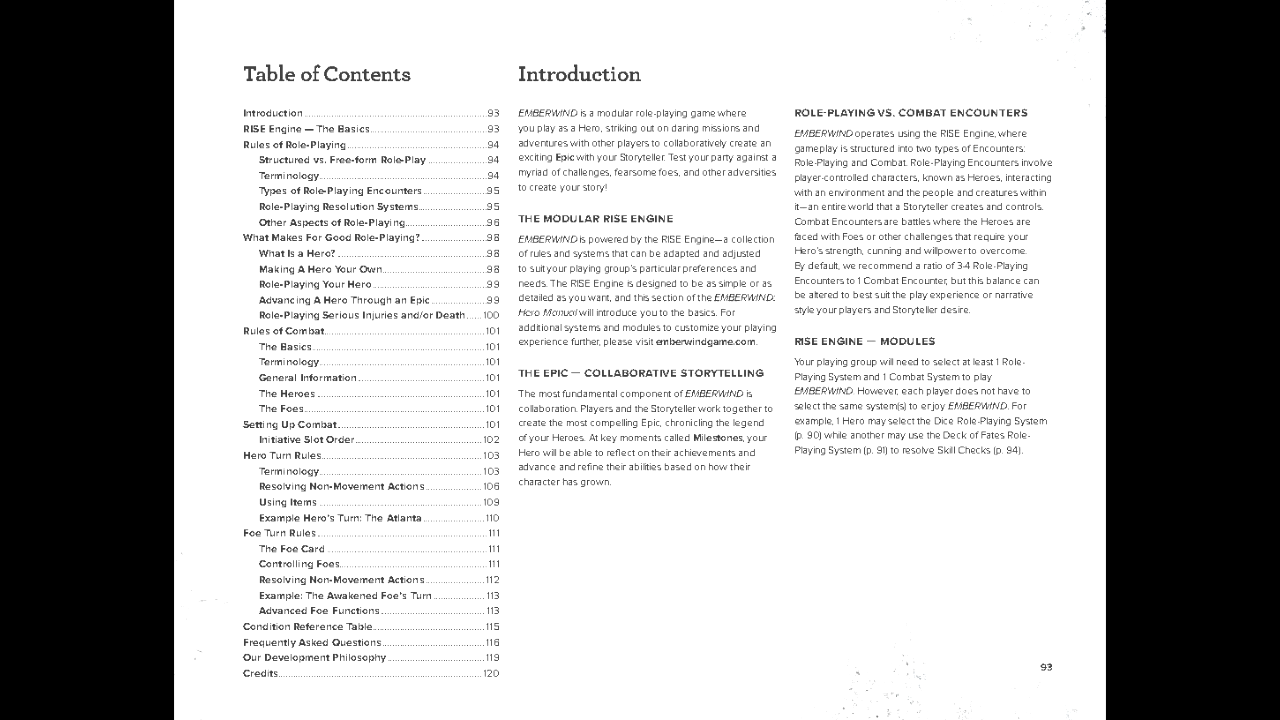 Table of Contents
Introduction 93
RISE Engine — The Basics 93
Rules of Role-Playing 94
Structured vs. Free-form Role-Play 94
Terminology 94
Types of Role-Playing Encounters 95
Role-Playing Resolution Systems 95
Other Aspects of Role-Playing 96
What Makes For Good Role-Playing? 98
What Is a Hero? 98
Making A Hero Your Own 98
Role-Playing Your Hero 99
Advancing A Hero Through an Epic 99
Role-Playing Serious Injuries and/or Death 100
Rules of Combat 101
The Basics 101
Terminology 101
General Information 101
The Heroes 101
The Foes 101
Setting Up Combat 101
Initiative Slot Order 102
Hero Turn Rules 103
Terminology 103
Resolving Non-Movement Actions 106
Using Items 109
Example Hero's Turn: The Atlanta 110
Foe Turn Rules 111
The Foe Card 111
Controlling Foes 111
Resolving Non-Movement Actions 112
Example: The Awakened Foe's Turn 113
Advanced Foe Functions 113
Condition Reference Table 115
Frequently Asked Questions 116
Our Development Philosophy 119
Credits 120
Introduction
EMBERWIND is a modular role-playing game where
you play as a Hero, striking out on daring missions and
adventures with other players to collaboratively create an
exciting Epic with your Storyteller. Test your party against a
myriad of challenges, fearsome foes, and other adversities
to create your story!
THE MODULAR RISE ENGINE
EMBERWIND is powered by the RISE Engine—a collection
of rules and systems that can be adapted and adjusted
to suit your playing group's particular preferences and
needs. The RISE Engine is designed to be as simple or as
detailed as you want, and this section of the EMBERWIND:
Hero Manual will introduce you to the basics. For
additional systems and modules to customize your playing
experience further, please visit emberwindgame.com.
THE EPIC — COLLABORATIVE STORYTELLING
The most fundamental component of EMBERWIND is
collaboration. Players and the Storyteller work together to
create the most compelling Epic, chronicling the legend
of your Heroes. At key moments called Milestones, your
Hero will be able to reflect on their achievements and
advance and refine their abilities based on how their
character has grown.
ROLE-PLAYING VS. COMBAT ENCOUNTERS
EMBERWIND operates using the RISE Engine, where
gameplay is structured into two types of Encounters:
Role-Playing and Combat. Role-Playing Encounters involve
player-controlled characters, known as Heroes, interacting
with an environment and the people and creatures within
it—an entire world that a Storyteller creates and controls.
Combat Encounters are battles where the Heroes are
faced with Foes or other challenges that require your
Hero's strength, cunning and willpower to overcome.
By default, we recommend a ratio of 3-4 Role-Playing
Encounters to 1 Combat Encounter, but this balance can
be altered to best suit the play experience or narrative
style your players and Storyteller desire.
RISE ENGINE — MODULES
Your playing group will need to select at least 1 Role-
Playing System and 1 Combat System to play
EMBERWIND. However, each player does not have to
select the same system(s) to enjoy EMBERWIND. For
example, 1 Hero may select the Dice Role-Playing System
(p. 90) while another may use the Deck of Fates Role-
Playing System (p. 91) to resolve Skill Checks (p. 94).
93